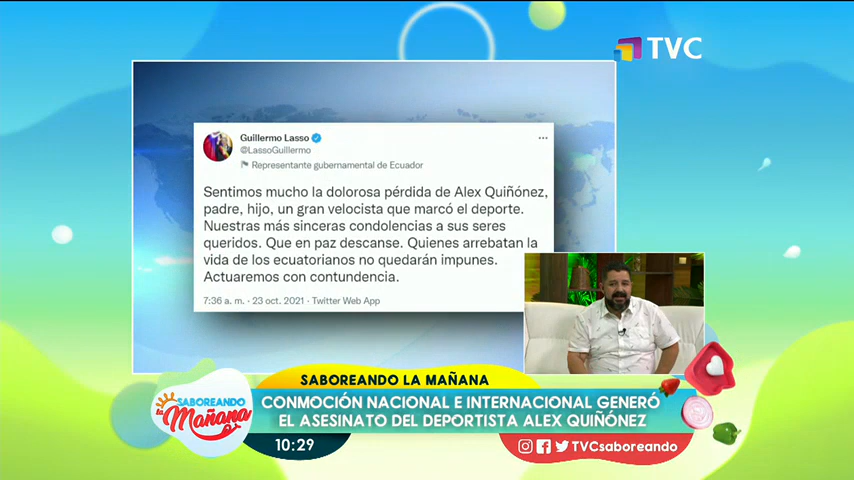 TVC
Guillermo Lasso
@LassoGuillermo
Representante gubernamental de Ecuador
Sentimos mucho la dolorosa pérdida de Alex Quiñónez,
padre, hijo, un gran velocista que marcó el deporte.
Nuestras más sinceras condolencias a sus seres
queridos. Que en paz descanse. Quienes arrebatan la
vida de los ecuatorianos no quedarán impunes.
Actuaremos con contundencia.
7:36 a. m. · 23 oct. 2021 · Twitter Web App
SABOREANDO LA MAÑANA
SABOREANDO
la Mañana
CONMOCIÓN NACIONAL E INTERNACIONAL GENERÓ
EL ASESINATO DEL DEPORTISTA ALEX QUIÑÓNEZ
10:29
TVCsaboreando